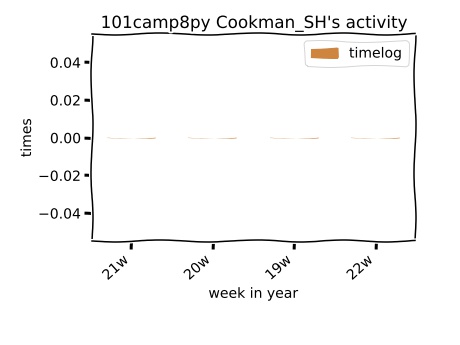 101camp8py Cookman_SH's activity
timelog
0.04
0.02
0.00
−0.02
−0.04
times
21w
20w
19w
22w
week in year